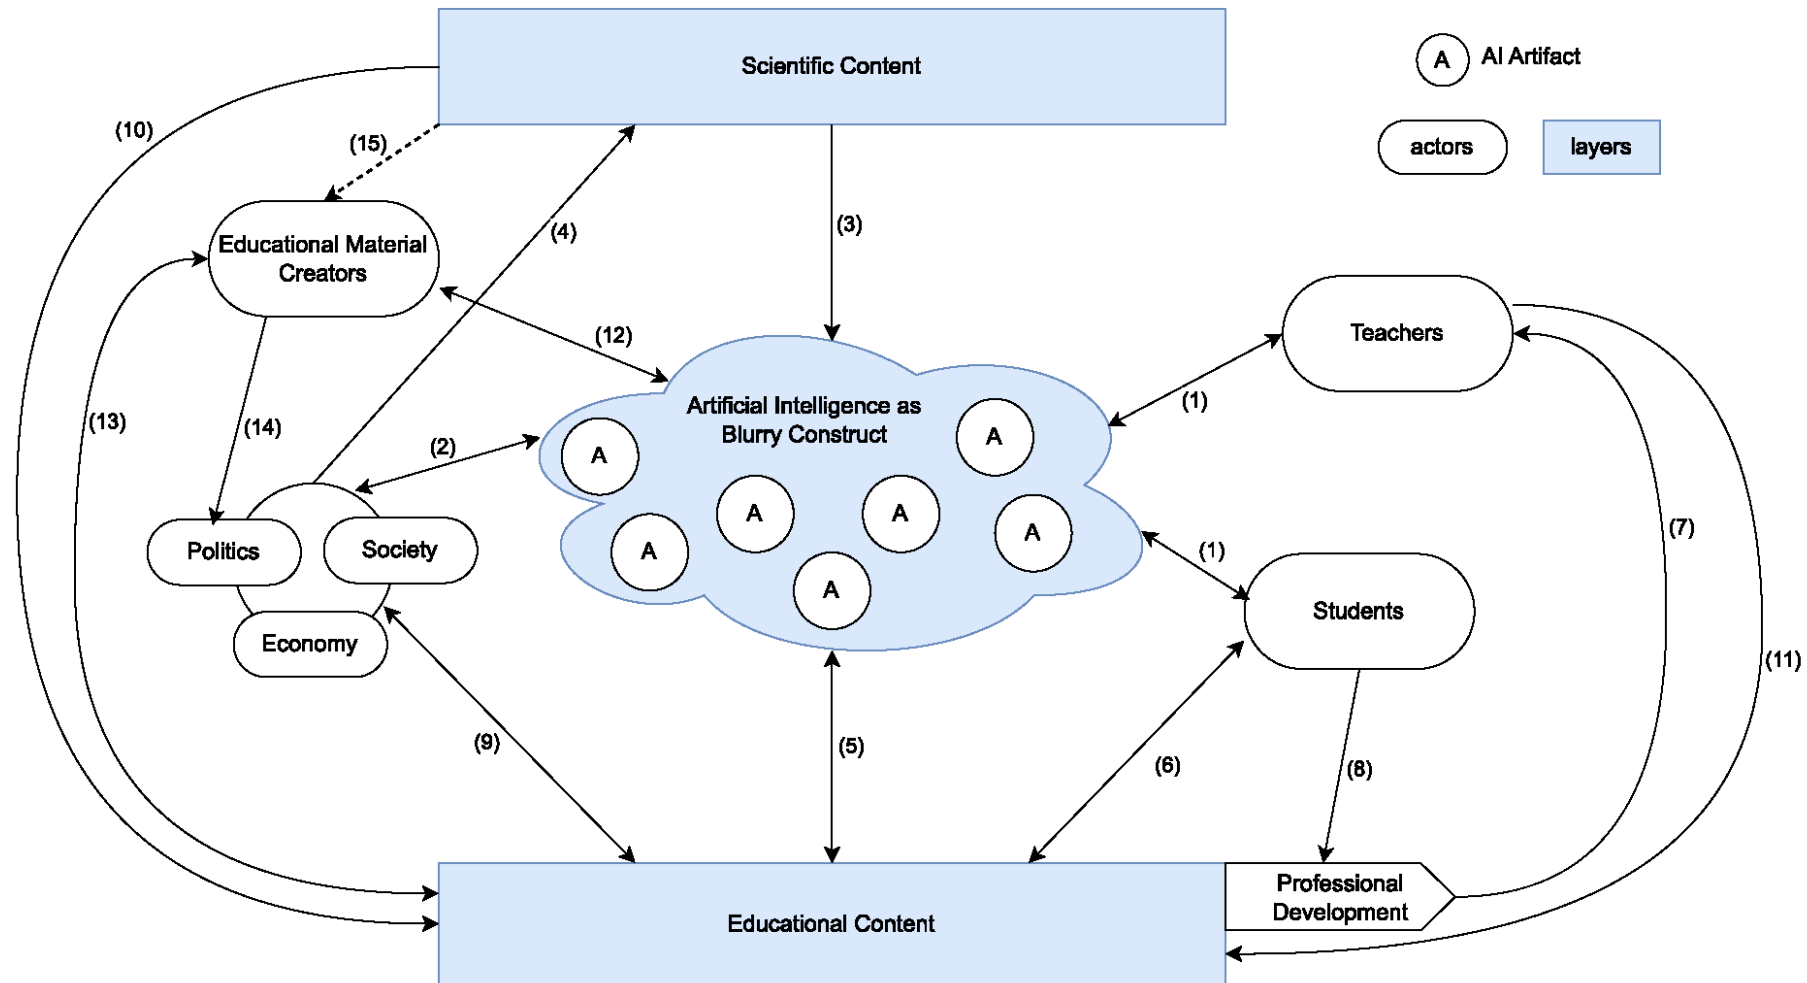 Scientific Content
A
AI Artifact
actors
layers
(10)
(15)
(4)
(3)
Educational Material
Creators
(12)
Teachers
(1)
(13)
(14)
(2)
Artificial Intelligence as
Blurry Construct
A
A
A
A
A
A
A
(7)
(1)
Politics
Society
Economy
Students
(11)
(9)
(5)
(6)
(8)
Professional
Development
Educational Content